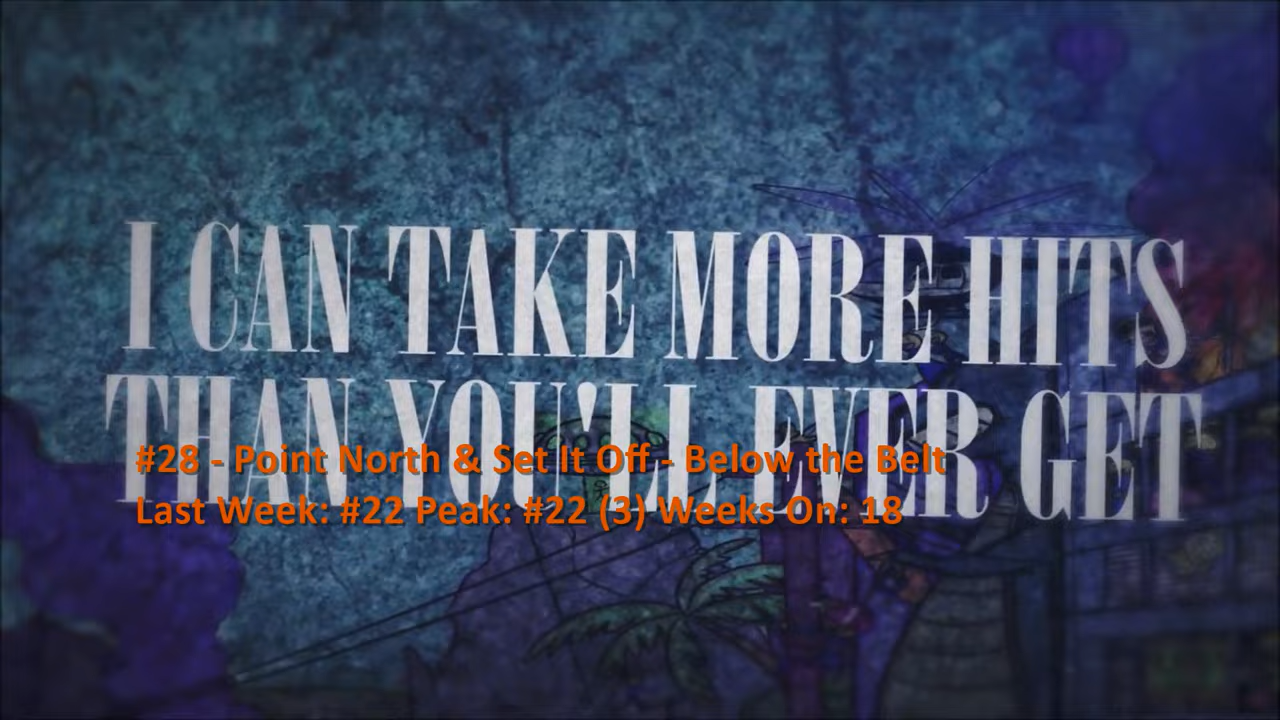 I CAN TAKE MORE HITS
THAN YOU'LL EVER GET
#28 - Point North & Set It Off - Below the Belt
Last Week: #22 Peak: #22 (3) Weeks On: 18